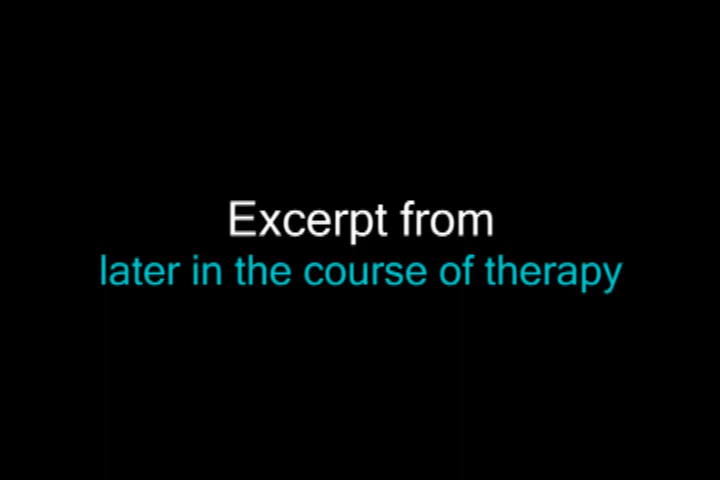 Excerpt from
later in the course of therapy